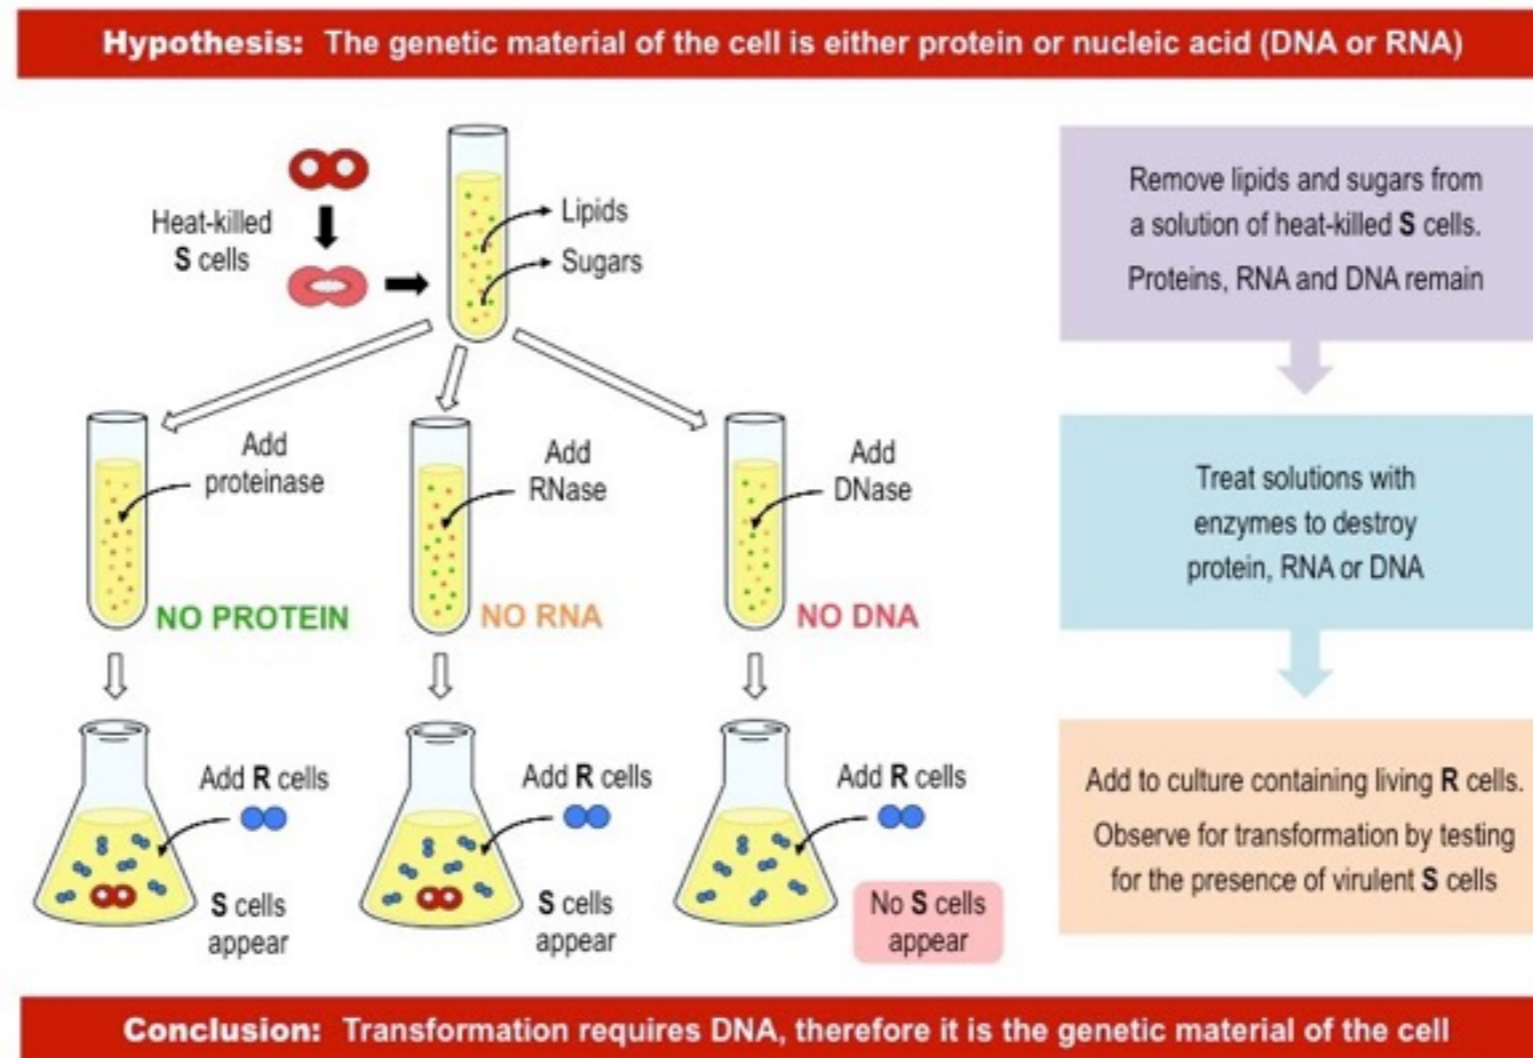 Hypothesis: The genetic material of the cell is either protein or nucleic acid (DNA or RNA)
Heat-killed
S cells
Lipids
Sugars
Remove lipids and sugars from
a solution of heat-killed S cells.
Proteins, RNA and DNA remain
Add
proteinase
NO PROTEIN
Add
RNase
NO RNA
Add
DNase
NO DNA
Treat solutions with
enzymes to destroy
protein, RNA or DNA
Add R cells
S cells
appear
Add R cells
S cells
appear
Add R cells
No S cells
appear
Add to culture containing living R cells.
Observe for transformation by testing
for the presence of virulent S cells
Conclusion: Transformation requires DNA, therefore it is the genetic material of the cell